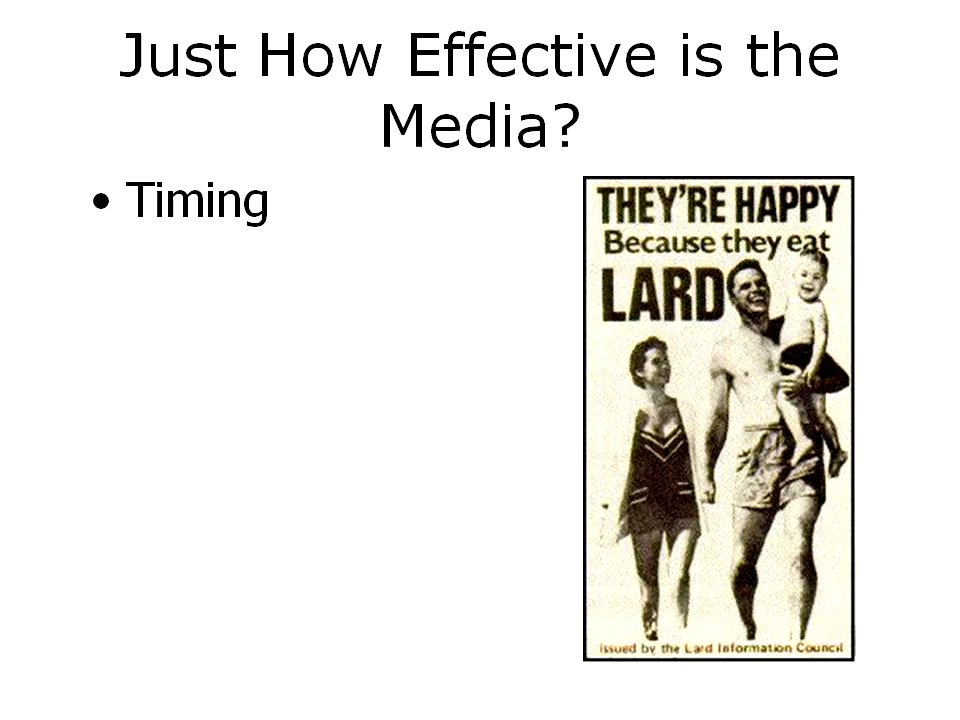 Just How Effective is the
Media?
• Timing
THEY'RE HAPPY
Because they eat
LARD
Issued by the Lard Information Council